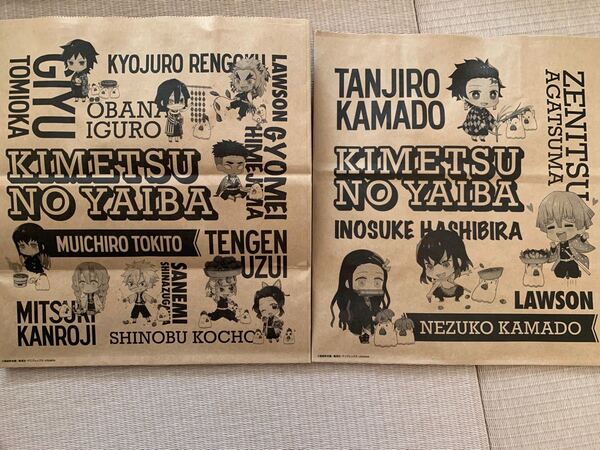 GIYU
TOMIOKA
KYOJURO RENGOKU
LAWSON
OBANAI
IGURO
GYOMEI
HIMEJIMA
KIMETSU
NO YAIBA
MUICHIRO TOKITO
TENGEN
UZUI
MITSURI
KANROJI
SANEMI
SHINAZUGAWA
SHINOBU KOCHO
TANJIRO
KAMADO
ZENITSU
AGATSUMA
KIMETSU
NO YAIBA
INOSUKE HASHIBIRA
LAWSON
NEZUKO KAMADO